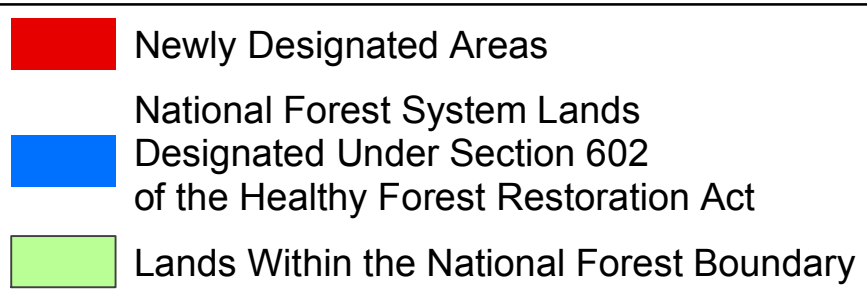 Newly Designated Areas
National Forest System Lands
Designated Under Section 602
of the Healthy Forest Restoration Act
Lands Within the National Forest Boundary